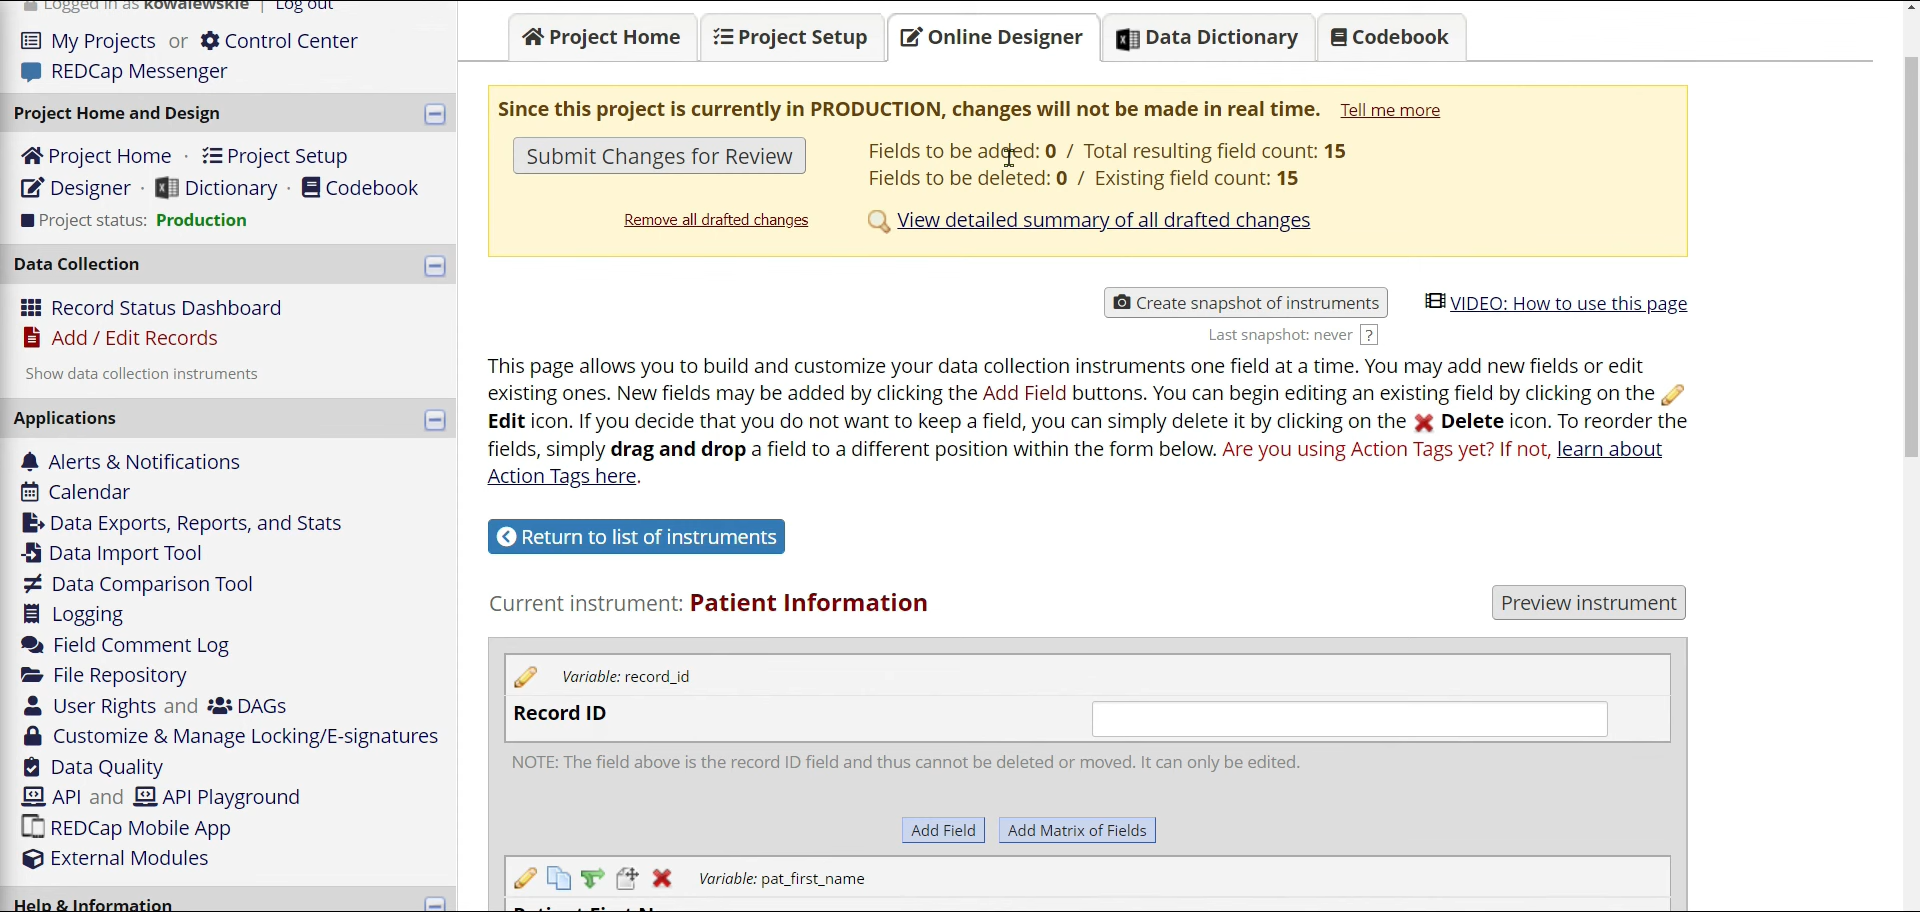 Logged in as kowalewskie | Log out
My Projects or Control Center
REDCap Messenger
Project Home and Design
Project Home · Project Setup
Designer · Dictionary · Codebook
Project status: Production
Data Collection
Record Status Dashboard
Add / Edit Records
Show data collection instruments
Applications
Alerts & Notifications
Calendar
Data Exports, Reports, and Stats
Data Import Tool
Data Comparison Tool
Logging
Field Comment Log
File Repository
User Rights and DAGs
Customize & Manage Locking/E-signatures
Data Quality
API and API Playground
REDCap Mobile App
External Modules
Help & Information
Project Home Project Setup Online Designer Data Dictionary Codebook
Since this project is currently in PRODUCTION, changes will not be made in real time. Tell me more
Submit Changes for Review
Remove all drafted changes
Fields to be added: 0 / Total resulting field count: 15
Fields to be deleted: 0 / Existing field count: 15
View detailed summary of all drafted changes
Create snapshot of instruments VIDEO: How to use this page
Last snapshot: never ?
This page allows you to build and customize your data collection instruments one field at a time. You may add new fields or edit
existing ones. New fields may be added by clicking the Add Field buttons. You can begin editing an existing field by clicking on the
Edit icon. If you decide that you do not want to keep a field, you can simply delete it by clicking on the Delete icon. To reorder the
fields, simply drag and drop a field to a different position within the form below. Are you using Action Tags yet? If not, learn about
Action Tags here.
Return to list of instruments
Current instrument: Patient Information Preview instrument
Variable: record_id
Record ID
NOTE: The field above is the record ID field and thus cannot be deleted or moved. It can only be edited.
Add Field Add Matrix of Fields
Variable: pat_first_name